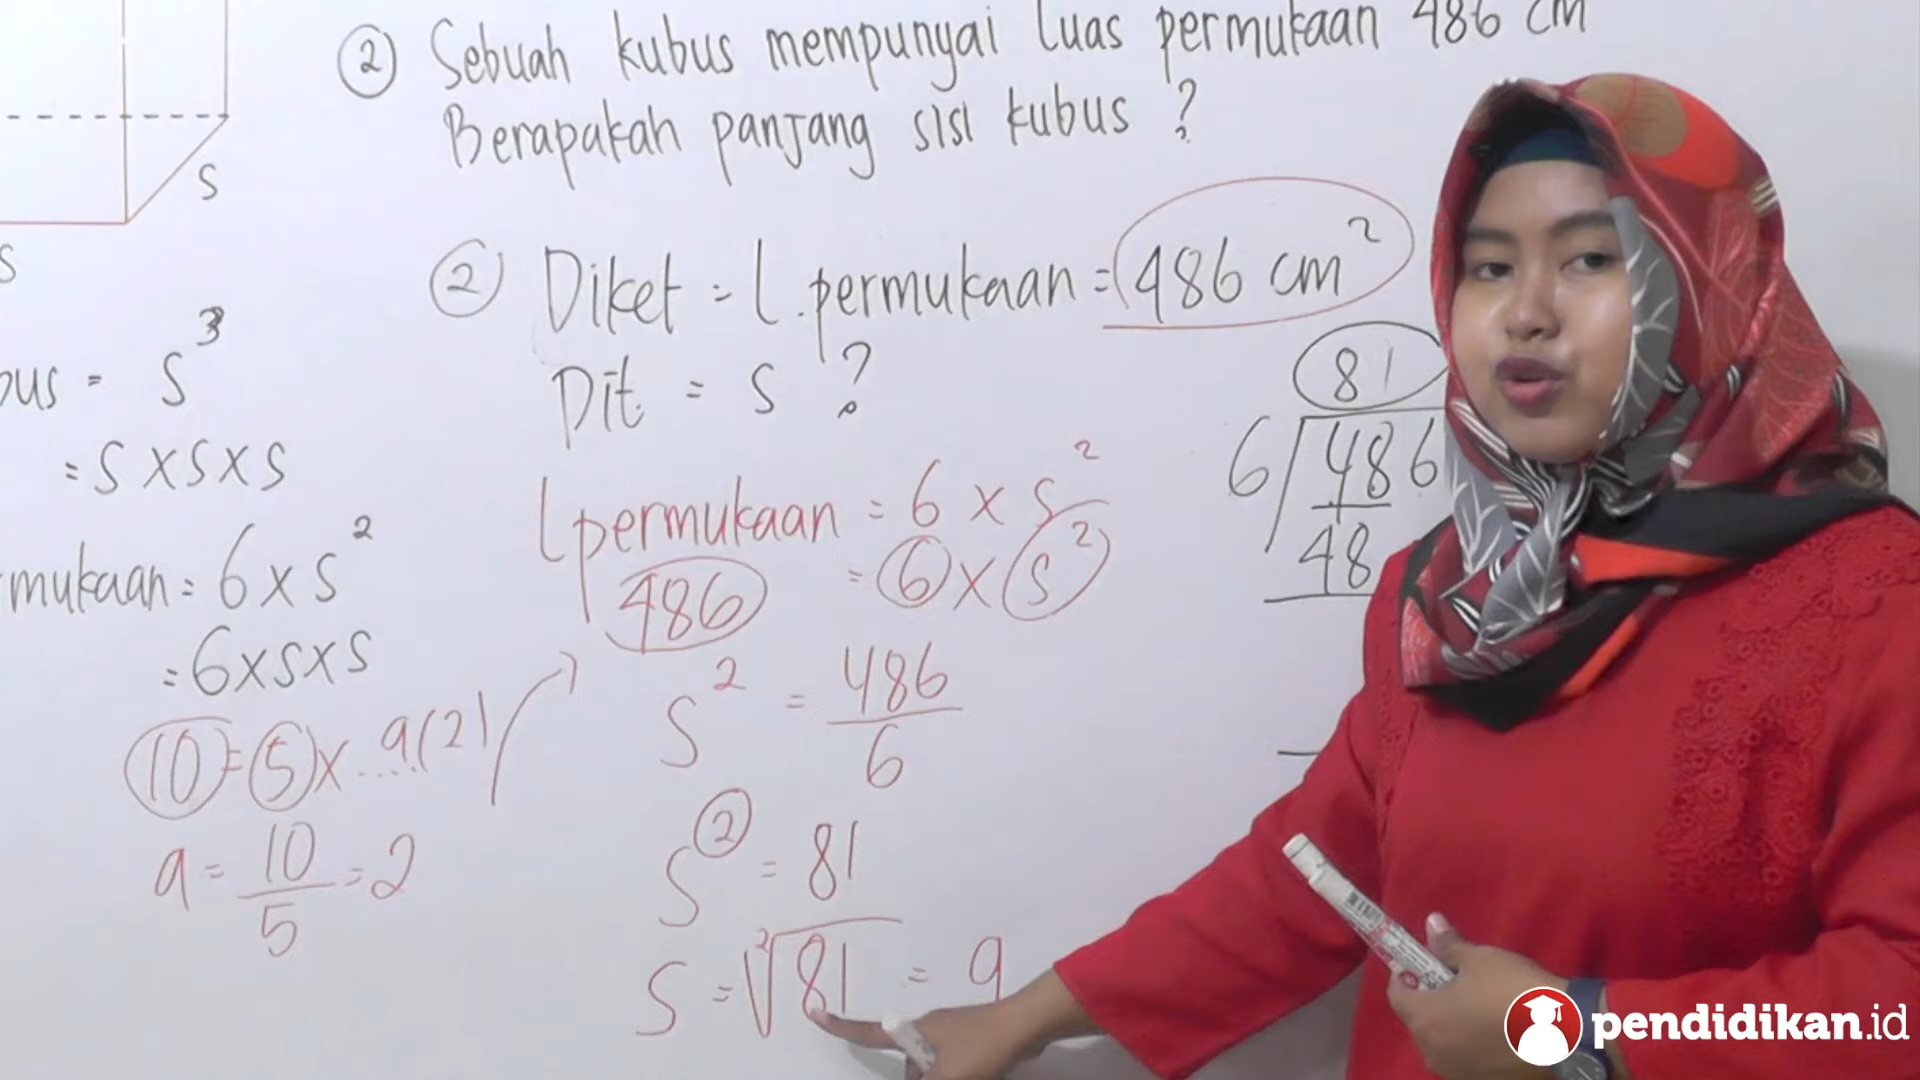 ② Sebuah kubus mempunyai luas permukaan 486 cm
Berapakah panjang sisi kubus ?
S
S
② Diket = l. permukaan = 486 cm²
Dit. = s ?
= s³
= s x s x s
= 6 x s²
= 6 x s x s
10 = 5 x ....a (2)
a = 10/5 = 2
l permukaan = 6 x s²
486 = 6 x s²
s² = 486/6
s² = 81
s = ²√81 = 9
81
6 486
48
pendidikan.id